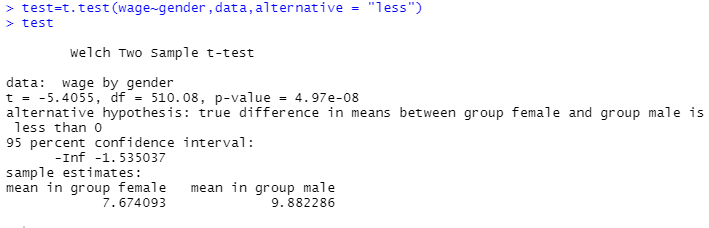 > test=t.test(wage~gender,data,alternative = "less")
> test

        Welch Two Sample t-test

data:  wage by gender
t = -5.4055, df = 510.08, p-value = 4.97e-08
alternative hypothesis: true difference in means between group female and group male is
 less than 0
95 percent confidence interval:
      -Inf -1.535037
sample estimates:
mean in group female   mean in group male
            7.674093             9.882286